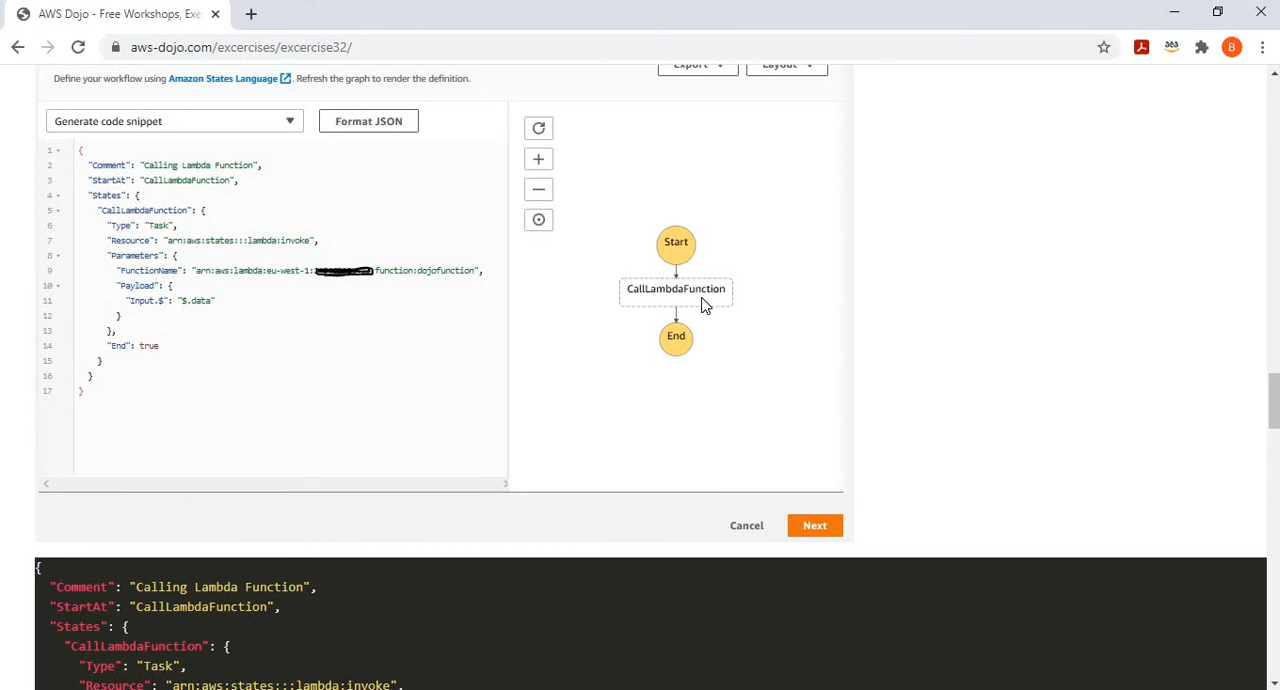 AWS Dojo - Free Workshops, Exe
aws-dojo.com/excercises/excercise32/
B
Define your workflow using Amazon States Language. Refresh the graph to render the definition.
Export
Layout
Generate code snippet
Format JSON
1 {
2 "Comment": "Calling Lambda Function",
3 "StartAt": "CallLambdaFunction",
4 "States": {
5 "CallLambdaFunction": {
6 "Type": "Task",
7 "Resource": "arn:aws:states:::lambda:invoke",
8 "Parameters": {
9 "FunctionName": "arn:aws:lambda:eu-west-1: function:dojofunction",
10 "Payload": {
11 "Input.$": "$.data"
12 }
13 },
14 "End": true
15 }
16 }
17 }
Start
CallLambdaFunction
End
Cancel
Next
{
"Comment": "Calling Lambda Function",
"StartAt": "CallLambdaFunction",
"States": {
"CallLambdaFunction": {
"Type": "Task",
"Resource": "arn:aws:states:::lambda:invoke",